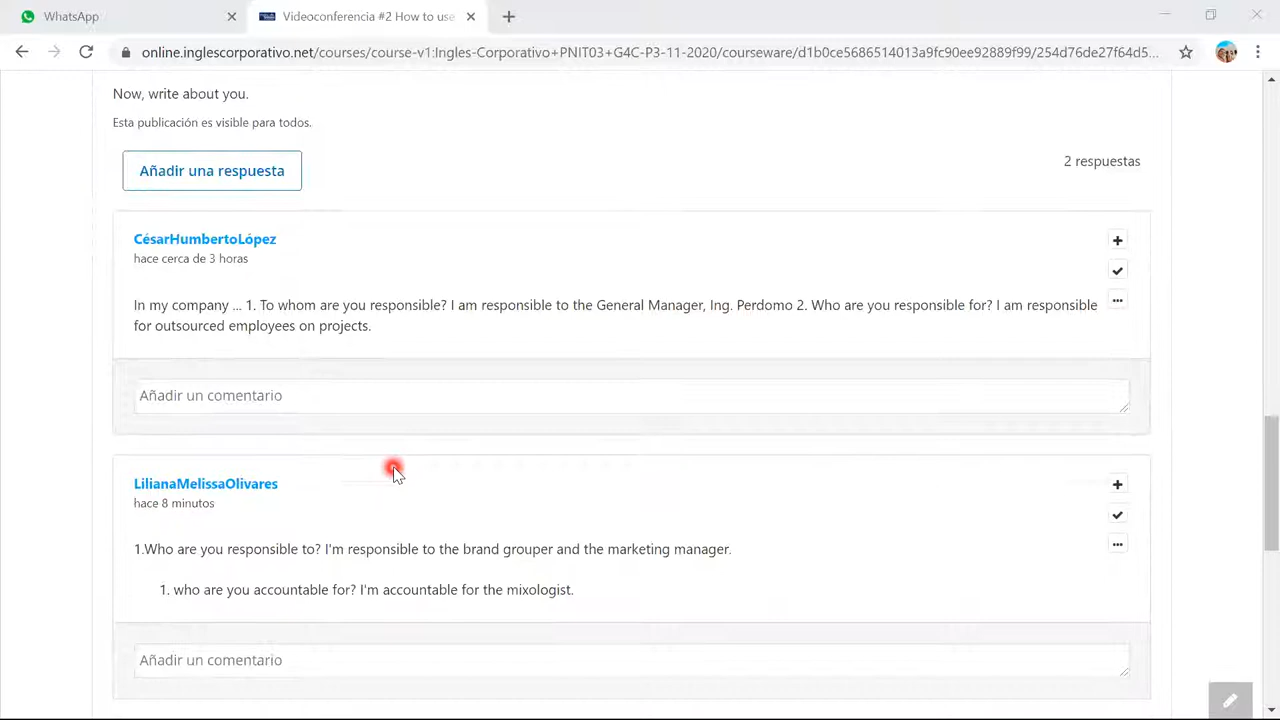 WhatsApp
Videoconferencia #2 How to use
online.inglescorporativo.net/courses/course-v1:Ingles-Corporativo+PNIT03+G4C-P3-11-2020/courseware/d1b0ce5686514013a9fc90ee92889f99/254d76de27f64d5...
Now, write about you.
Esta publicación es visible para todos.
Añadir una respuesta
2 respuestas
CésarHumbertoLópez
hace cerca de 3 horas
In my company ... 1. To whom are you responsible? I am responsible to the General Manager, Ing. Perdomo 2. Who are you responsible for? I am responsible
for outsourced employees on projects.
Añadir un comentario
LilianaMelissaOlivares
hace 8 minutos
1.Who are you responsible to? I'm responsible to the brand grouper and the marketing manager.
1. who are you accountable for? I'm accountable for the mixologist.
Añadir un comentario